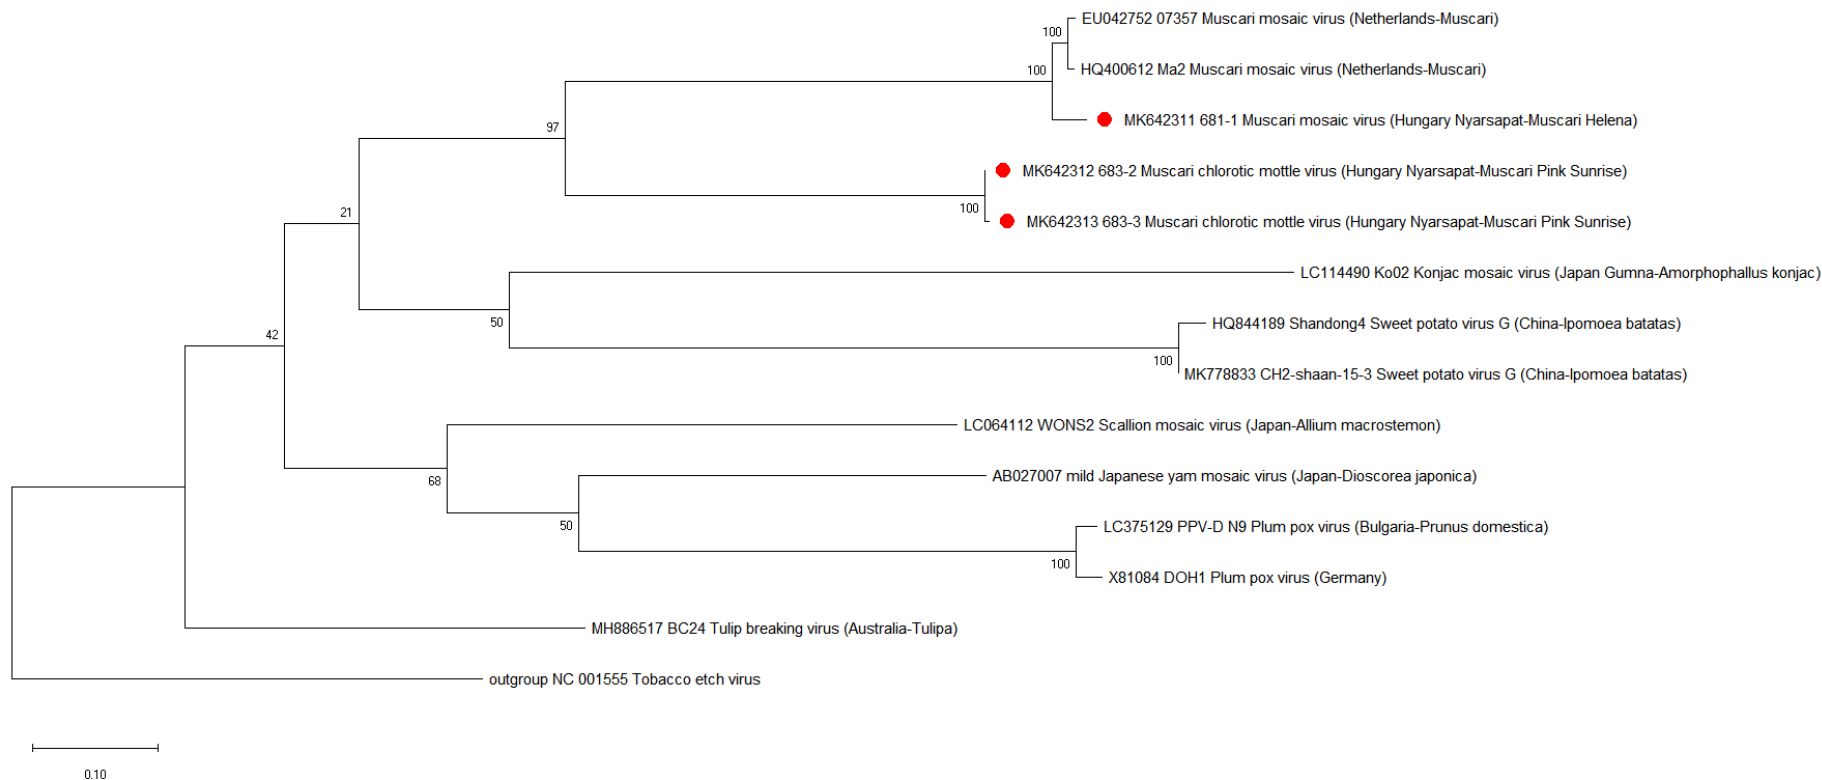 EU042752 07357 Muscari mosaic virus (Netherlands-Muscari)
100
HQ400612 Ma2 Muscari mosaic virus (Netherlands-Muscari)
100
MK642311 681-1 Muscari mosaic virus (Hungary Nyarsapat-Muscari Helena)
97
MK642312 683-2 Muscari chlorotic mottle virus (Hungary Nyarsapat-Muscari Pink Sunrise)
100
21
MK642313 683-3 Muscari chlorotic mottle virus (Hungary Nyarsapat-Muscari Pink Sunrise)
LC114490 Ko02 Konjac mosaic virus (Japan Gumna-Amorphophallus konjac)
50
HQ844189 Shandong4 Sweet potato virus G (China-Ipomoea batatas)
42
100
MK778833 CH2-shaan-15-3 Sweet potato virus G (China-Ipomoea batatas)
LC064112 WONS2 Scallion mosaic virus (Japan-Allium macrostemon)
68
AB027007 mild Japanese yam mosaic virus (Japan-Dioscorea japonica)
50
LC375129 PPV-D N9 Plum pox virus (Bulgaria-Prunus domestica)
100
X81084 DOH1 Plum pox virus (Germany)
MH886517 BC24 Tulip breaking virus (Australia-Tulipa)
outgroup NC 001555 Tobacco etch virus
0.10